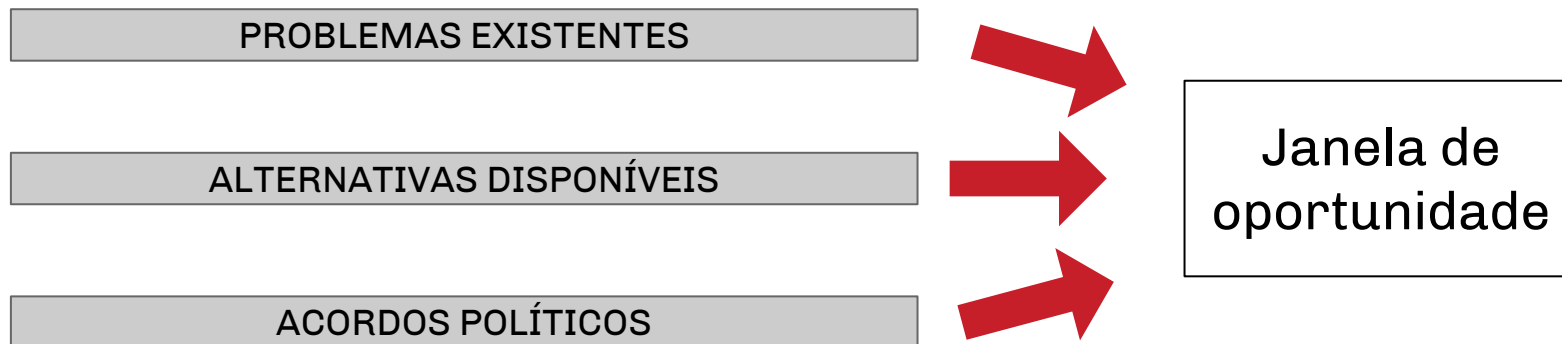 PROBLEMAS EXISTENTES
ALTERNATIVAS DISPONÍVEIS
ACORDOS POLÍTICOS
Janela de
oportunidade